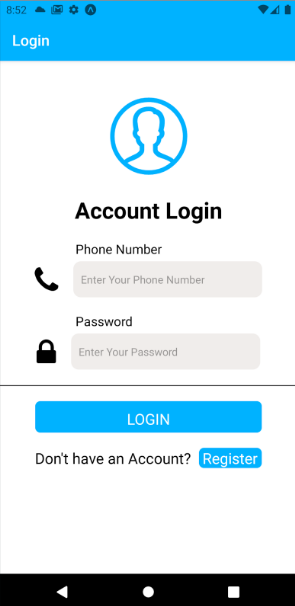 8:52
Login
Account Login
Phone Number
Enter Your Phone Number
Password
Enter Your Password
LOGIN
Don't have an Account? Register